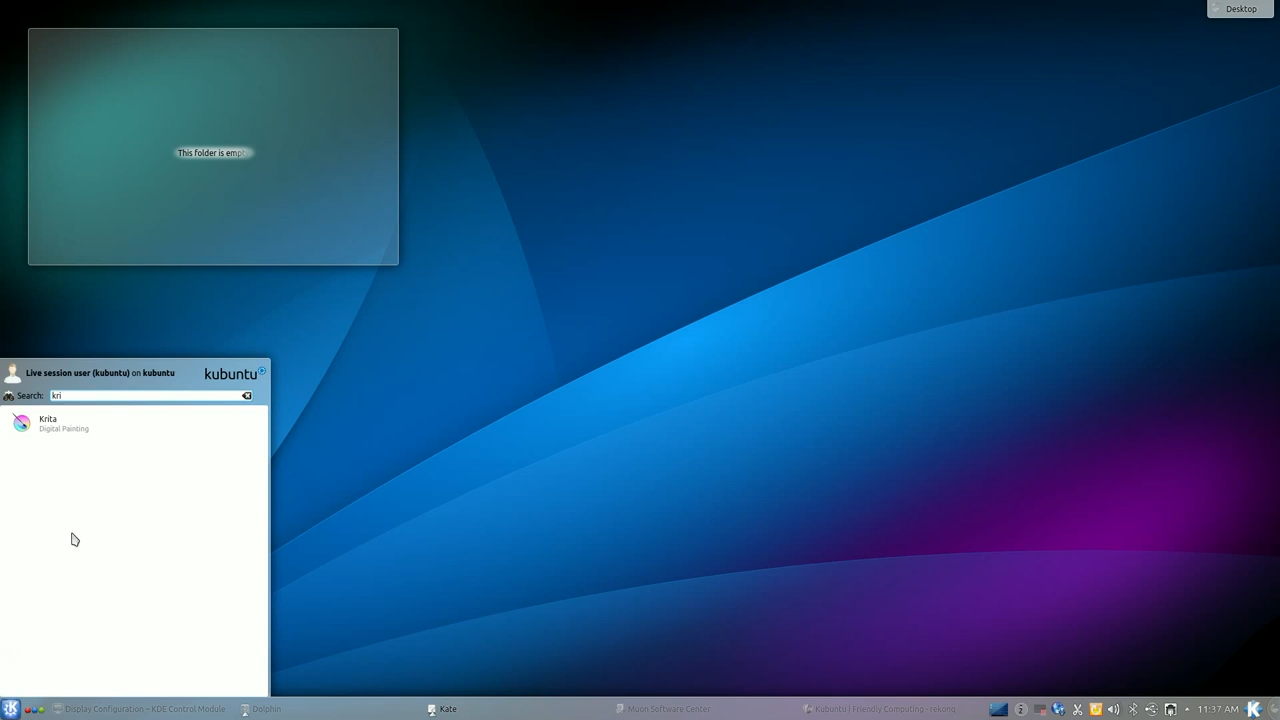 Desktop
This folder is empt
Live session user (kubuntu) on kubuntu
kubuntu
Search: kri
Krita
Digital Painting
Display Configuration – KDE Control Module
Dolphin
Kate
Muon Software Center
Kubuntu | Friendly Computing - rekonq
11:37 AM